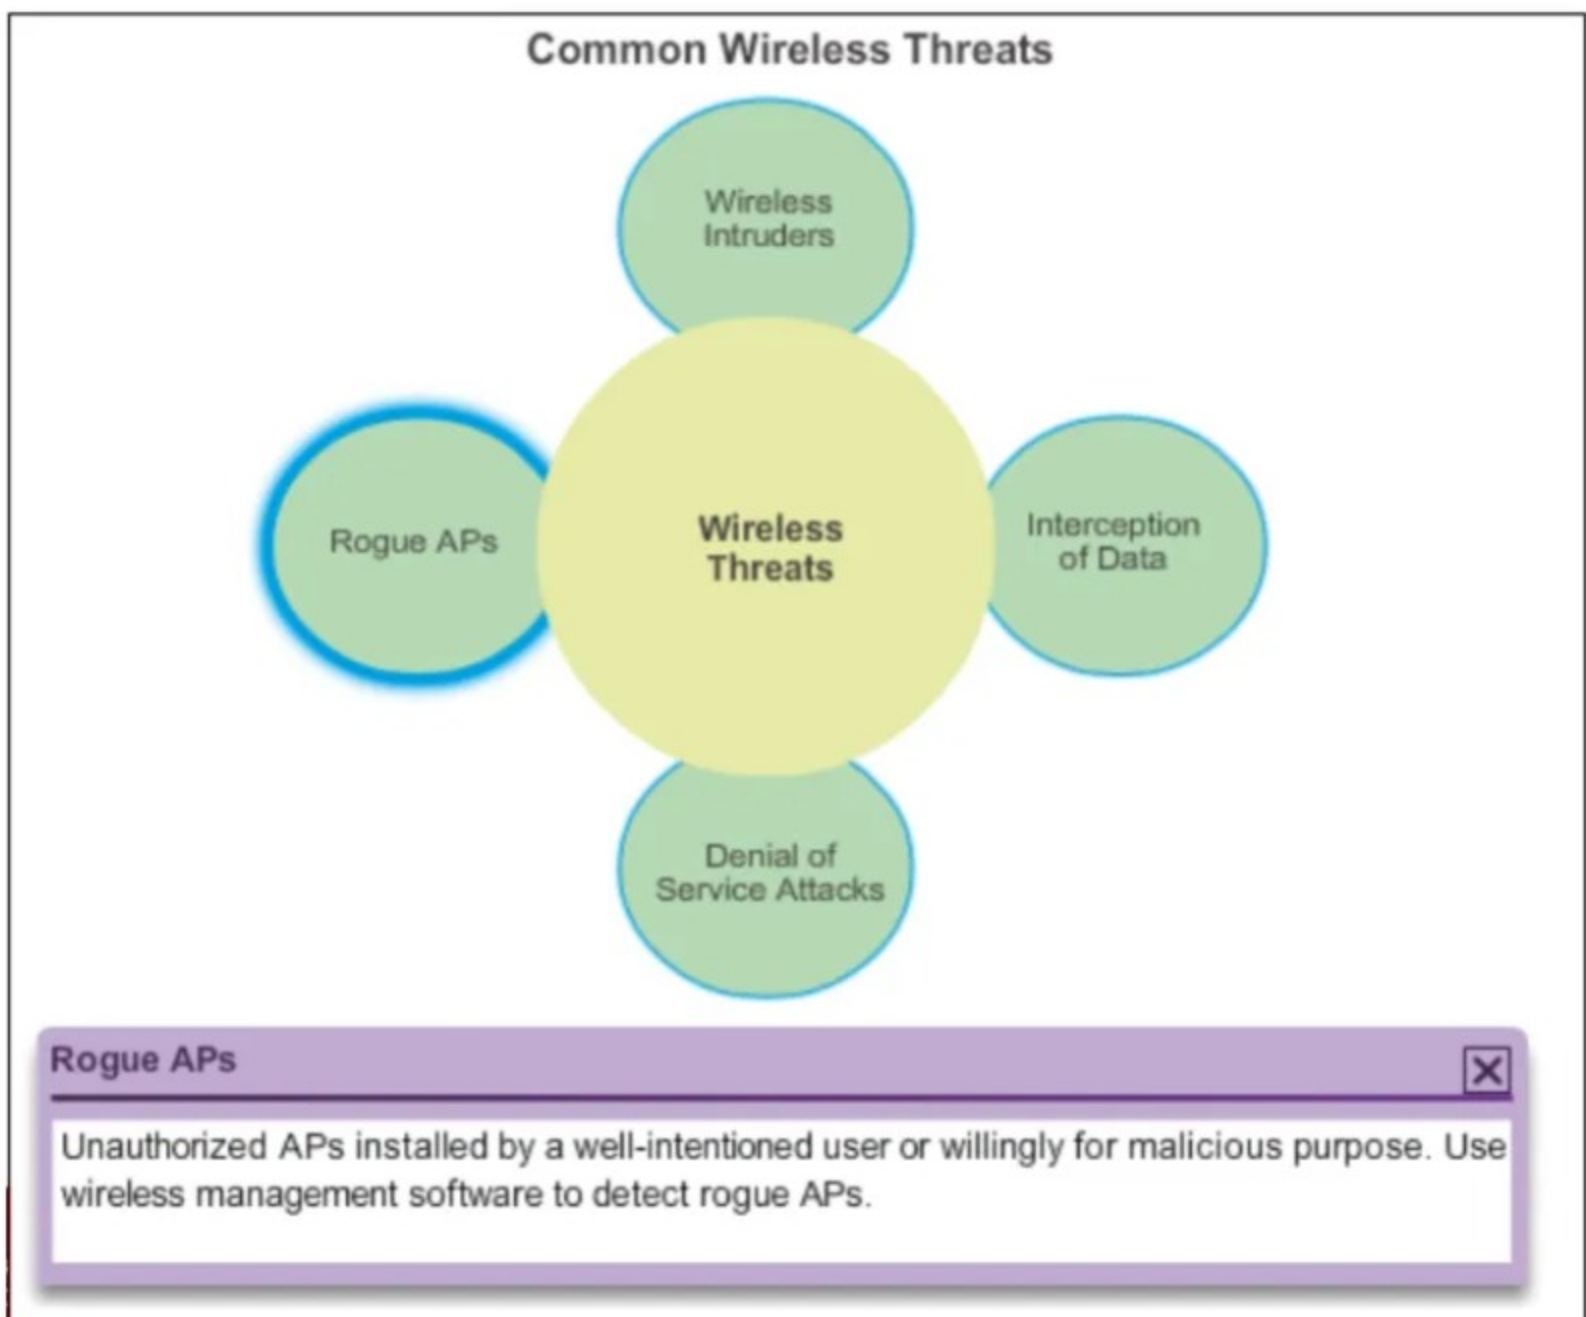 Common Wireless Threats
Wireless
Intruders
Rogue APs
Wireless
Threats
Interception
of Data
Denial of
Service Attacks
Rogue APs
Unauthorized APs installed by a well-intentioned user or willingly for malicious purpose. Use
wireless management software to detect rogue APs.